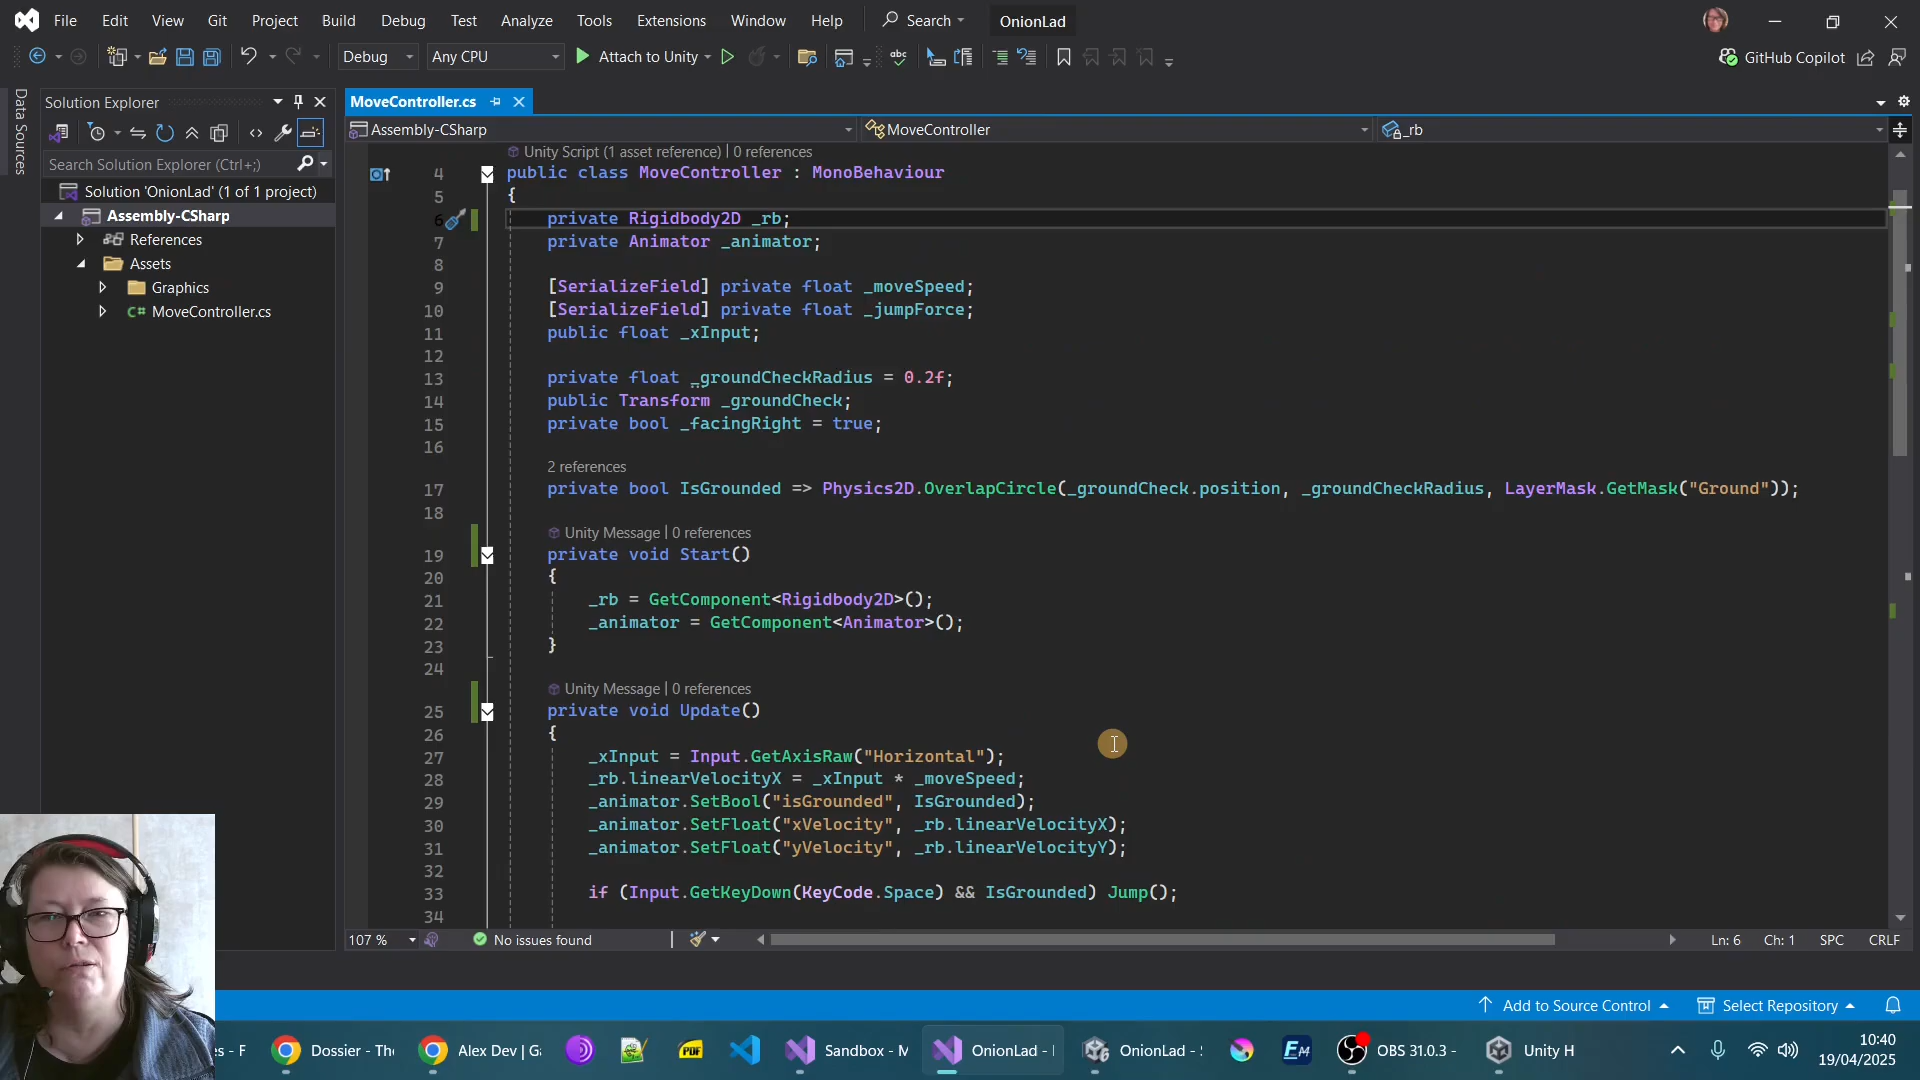 File Edit View Git Project Build Debug Test Analyze Tools Extensions Window Help Search OnionLad
Debug Any CPU Attach to Unity GitHub Copilot
Data Sources
Solution Explorer
Search Solution Explorer (Ctrl+;)
Solution 'OnionLad' (1 of 1 project)
Assembly-CSharp
References
Assets
Graphics
C# MoveController.cs
MoveController.cs
Assembly-CSharp MoveController _rb
Unity Script (1 asset reference) | 0 references
4 public class MoveController : MonoBehaviour
5 {
6 private Rigidbody2D _rb;
7 private Animator _animator;
8
9 [SerializeField] private float _moveSpeed;
10 [SerializeField] private float _jumpForce;
11 public float _xInput;
12
13 private float _groundCheckRadius = 0.2f;
14 public Transform _groundCheck;
15 private bool _facingRight = true;
16
2 references
17 private bool IsGrounded => Physics2D.OverlapCircle(_groundCheck.position, _groundCheckRadius, LayerMask.GetMask("Ground"));
18
Unity Message | 0 references
19 private void Start()
20 {
21 _rb = GetComponent<Rigidbody2D>();
22 _animator = GetComponent<Animator>();
23 }
24
Unity Message | 0 references
25 private void Update()
26 {
27 _xInput = Input.GetAxisRaw("Horizontal");
28 _rb.linearVelocityX = _xInput * _moveSpeed;
29 _animator.SetBool("isGrounded", IsGrounded);
30 _animator.SetFloat("xVelocity", _rb.linearVelocityX);
31 _animator.SetFloat("yVelocity", _rb.linearVelocityY);
32
33 if (Input.GetKeyDown(KeyCode.Space) && IsGrounded) Jump();
34
107 % No issues found Ln: 6 Ch: 1 SPC CRLF
Add to Source Control Select Repository
es - F Dossier - The Alex Dev | Ga PDF Sandbox - M OnionLad - OnionLad - OBS 31.0.3 - Unity H 10:40
19/04/2025